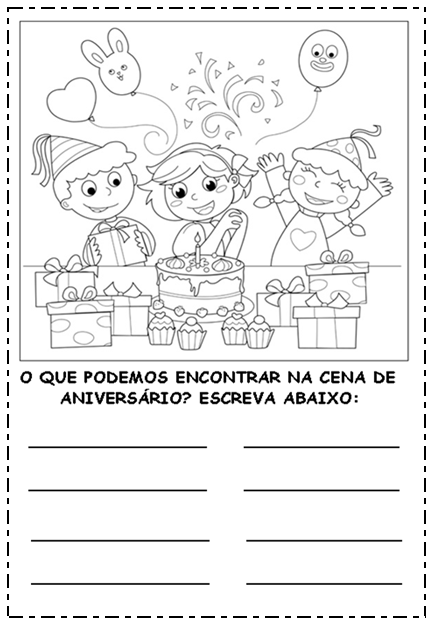 O QUE PODEMOS ENCONTRAR NA CENA DE
ANIVERSÁRIO? ESCREVA ABAIXO: